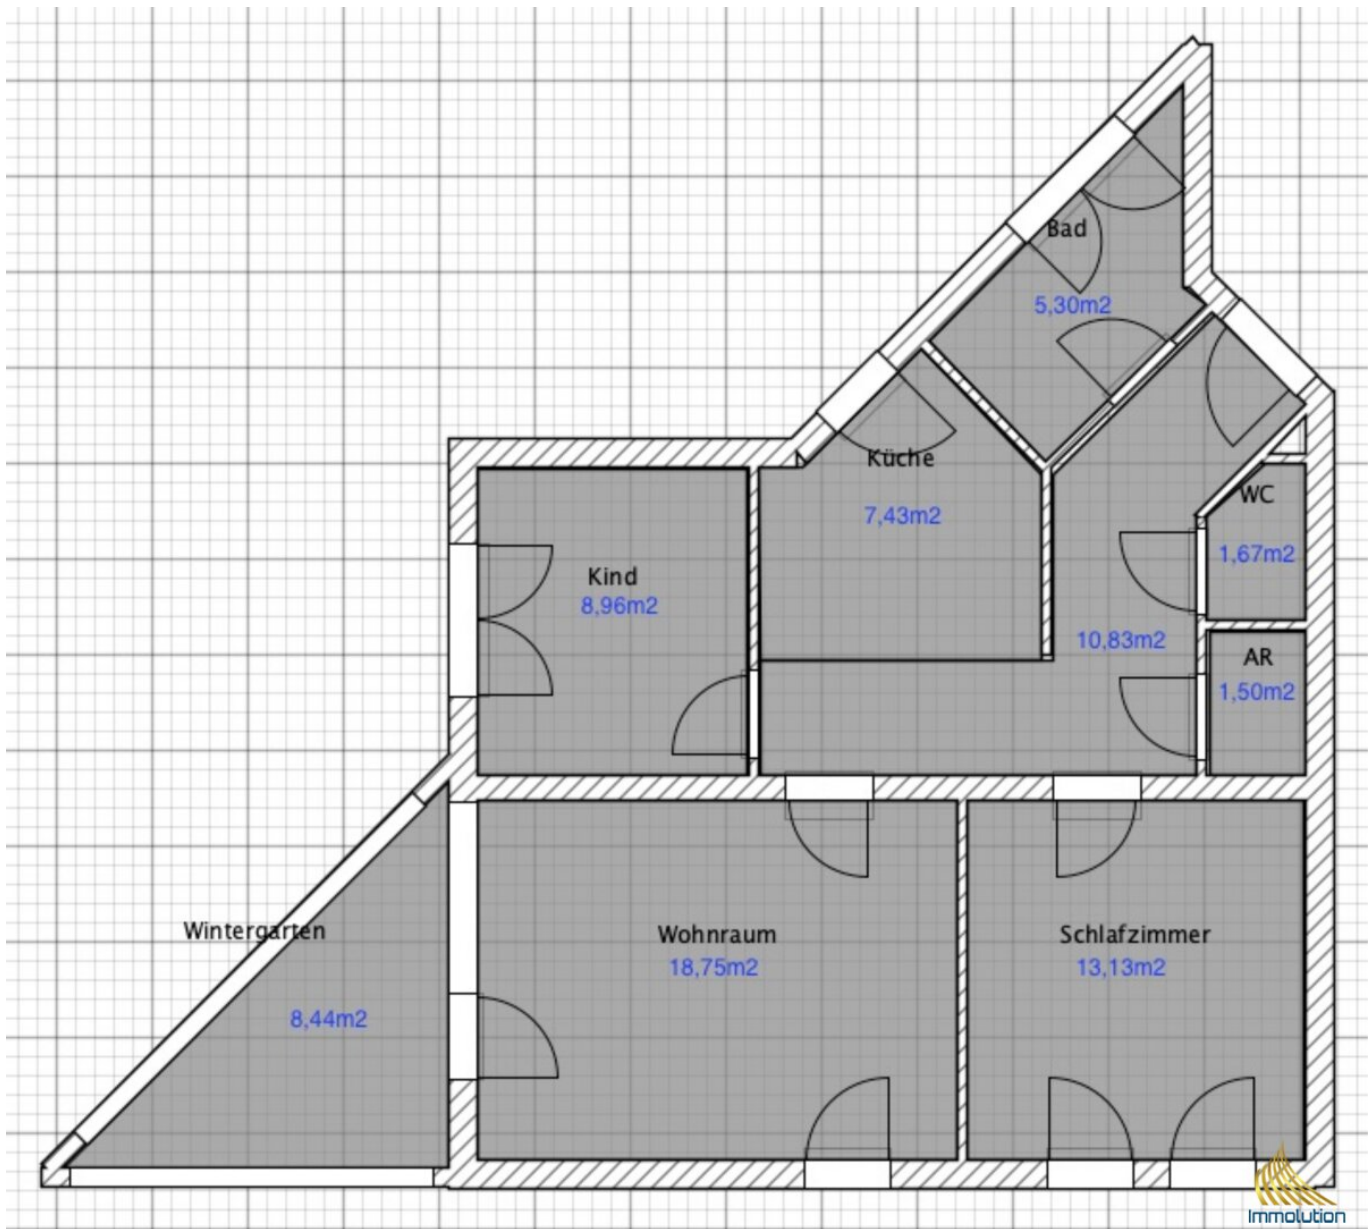 Bad
5,30m2
Küche
7,43m2
WC
1,67m2
Kind
8,96m2
10,83m2
AR
1,50m2
Wintergarten
8,44m2
Wohnraum
18,75m2
Schlafzimmer
13,13m2
Immolution